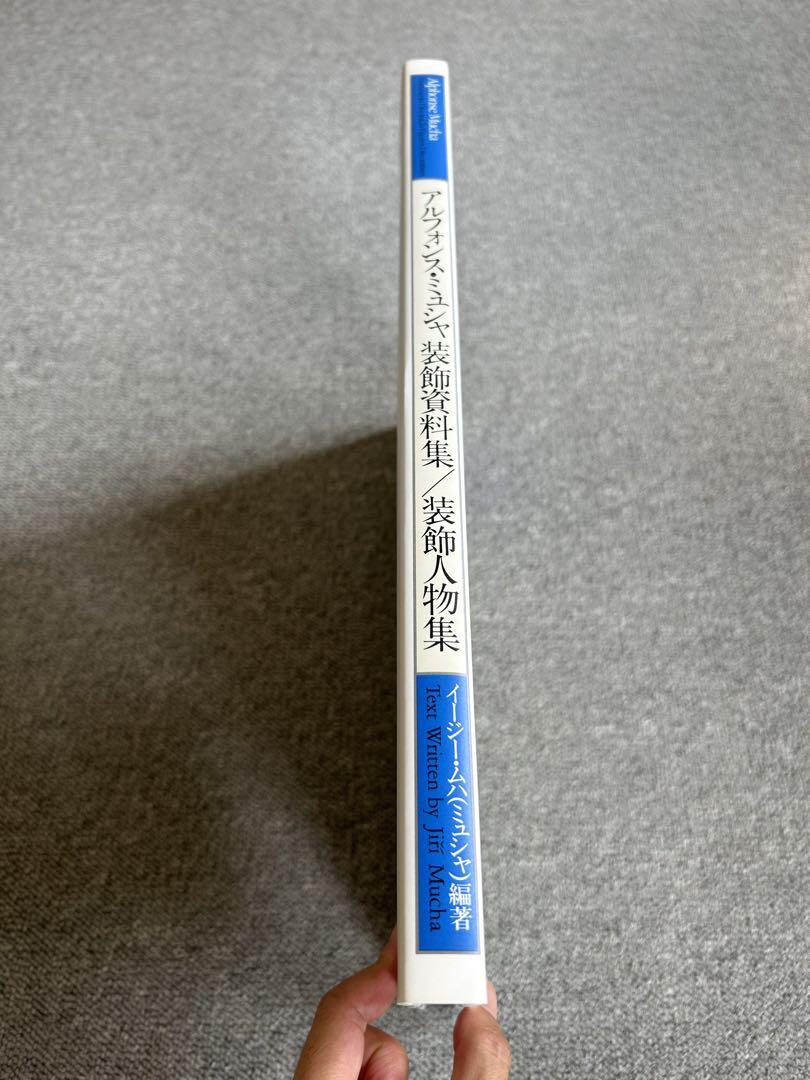 Alphonse Mucha
アルフォンス・ミュシャ 装飾資料集／装飾人物集
イージー・ムハ(ミュシャ)編著
Text Written by Jiří Mucha